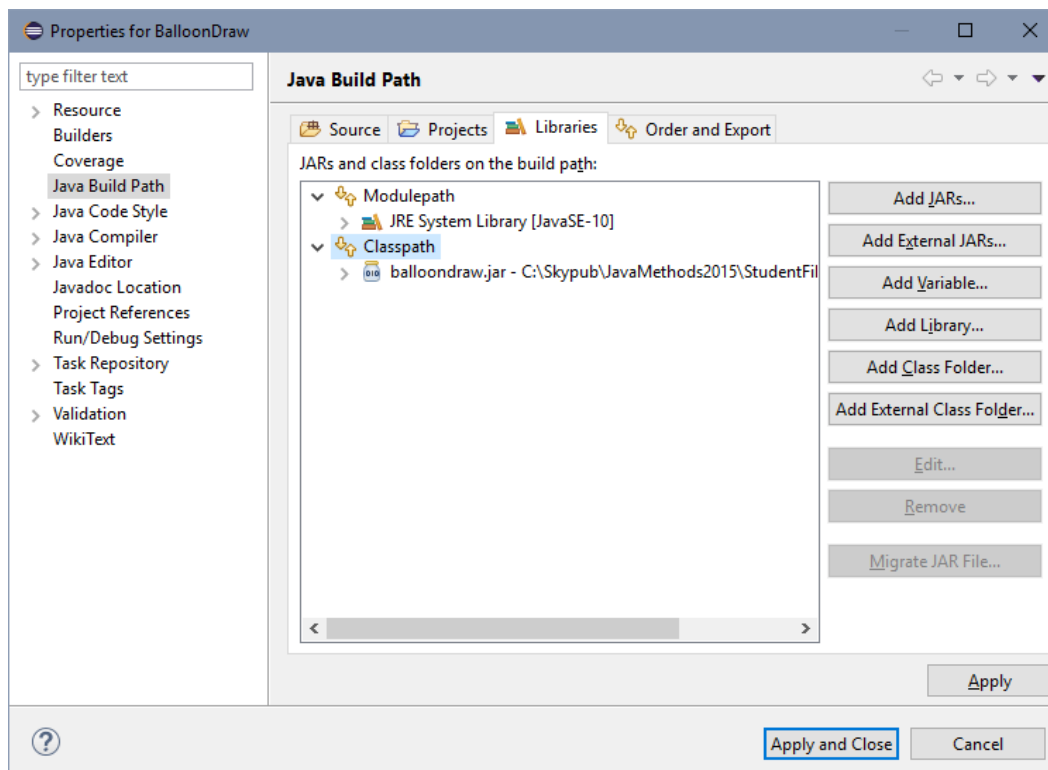 Properties for BalloonDraw
type filter text
Resource
Builders
Coverage
Java Build Path
Java Code Style
Java Compiler
Java Editor
Javadoc Location
Project References
Run/Debug Settings
Task Repository
Task Tags
Validation
WikiText
Java Build Path
Source Projects Libraries Order and Export
JARs and class folders on the build path:
Modulepath
JRE System Library [JavaSE-10]
Classpath
balloondraw.jar - C:\Skypub\JavaMethods2015\StudentFil
Add JARs...
Add External JARs...
Add Variable...
Add Library...
Add Class Folder...
Add External Class Folder...
Edit...
Remove
Migrate JAR File...
Apply
Apply and Close Cancel